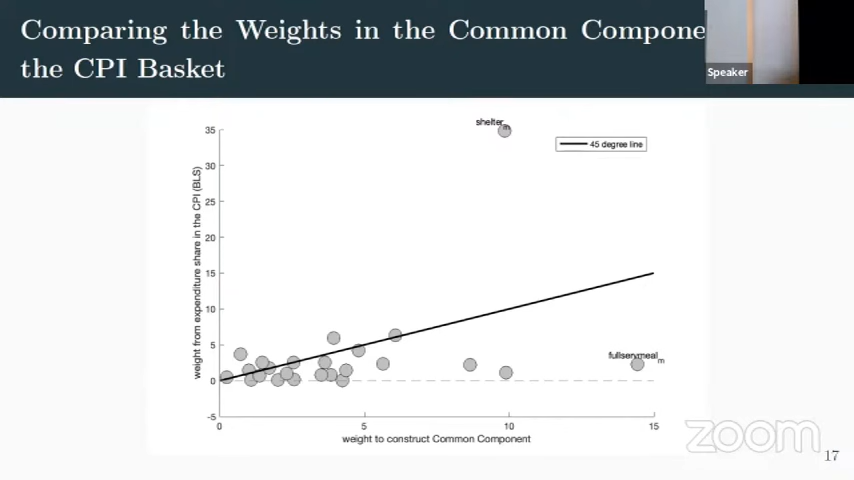 Comparing the Weights in the Common Compone
the CPI Basket
Speaker
shelter_m
45 degree line
35
30
25
20
15
10
5
0
-5
weight from expenditure share in the CPI (BLS)
fullservmeal_m
0 5 10 15
weight to construct Common Component
zoom
17